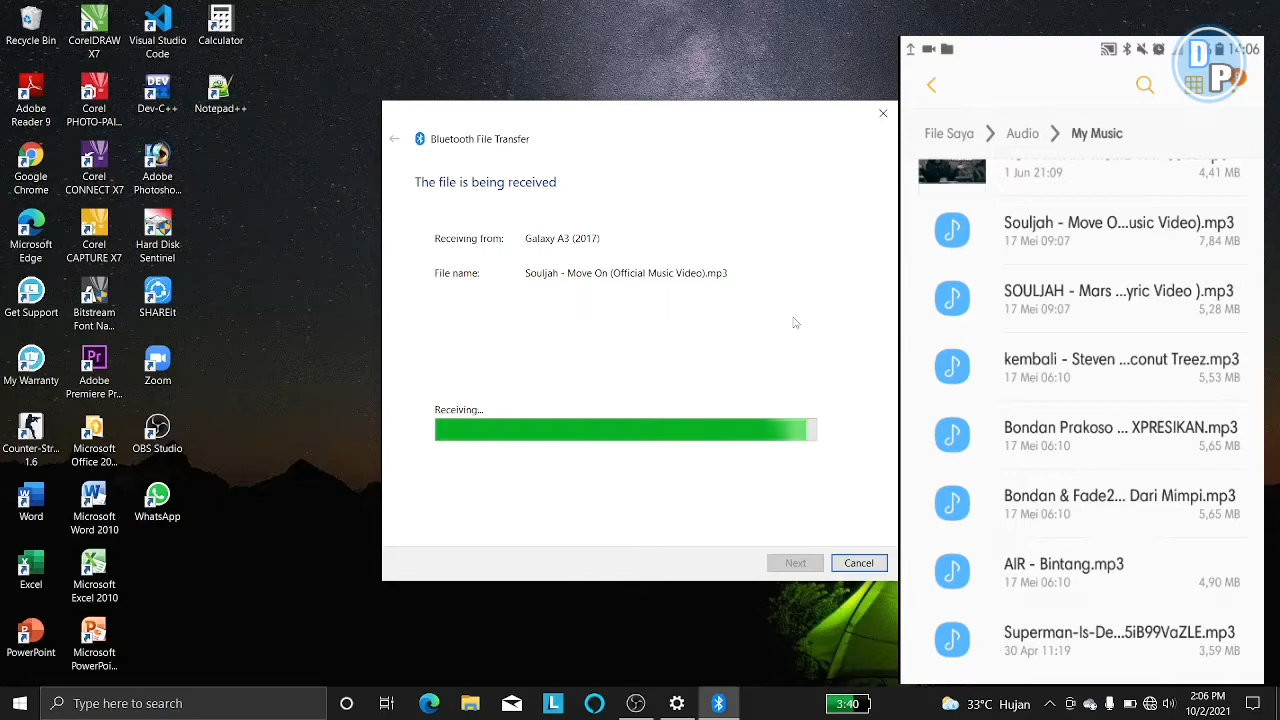 Recycle Bin
Corel
DRAW X7
Visual Studio
Code
Calculator
Adobe
Reader 9
Corel
PHOTO-PAI...
Embarcadero
Dev-C++
Notepad++
Google
Chrome
Corel
CONNECT X7
Adobe
Photosho...
Microsoft
Edge
Corel
CAPTURE X7
Hard Disk
Sentinel
Lenovo
Upgrade ...
Bitstream
Font Na...
SHAREit
My Warranty
Adobe
Premiere Pr...
Zoom
Counter-Str...
1.6
Microsoft
Office 20...
OBS Studio
Word
Microsoft
Word 2010
WhatsApp
Excel
Microsoft
Excel 2010
PowerPoint
Microsoft
PowerPoi...
Bluetooth File Transfer
The file is being received
Receiving from: Galaxy A3 (2017)
File name: Souljah - Move On (Official Music Video).mp3
Receiving...
Next
Cancel
14:06
DP
File Saya
Audio
My Music
1 Jun 21:09 4,41 MB
Souljah - Move O...usic Video).mp3
17 Mei 09:07 7,84 MB
SOULJAH - Mars ...yric Video ).mp3
17 Mei 09:07 5,28 MB
kembali - Steven ...conut Treez.mp3
17 Mei 06:10 5,53 MB
Bondan Prakoso ... XPRESIKAN.mp3
17 Mei 06:10 5,65 MB
Bondan & Fade2... Dari Mimpi.mp3
17 Mei 06:10 5,65 MB
AIR - Bintang.mp3
17 Mei 06:10 4,90 MB
Superman-Is-De...5iB99VaZLE.mp3
30 Apr 11:19 3,59 MB
Search
3:40
33°C
2:06 PM
10/2/2021